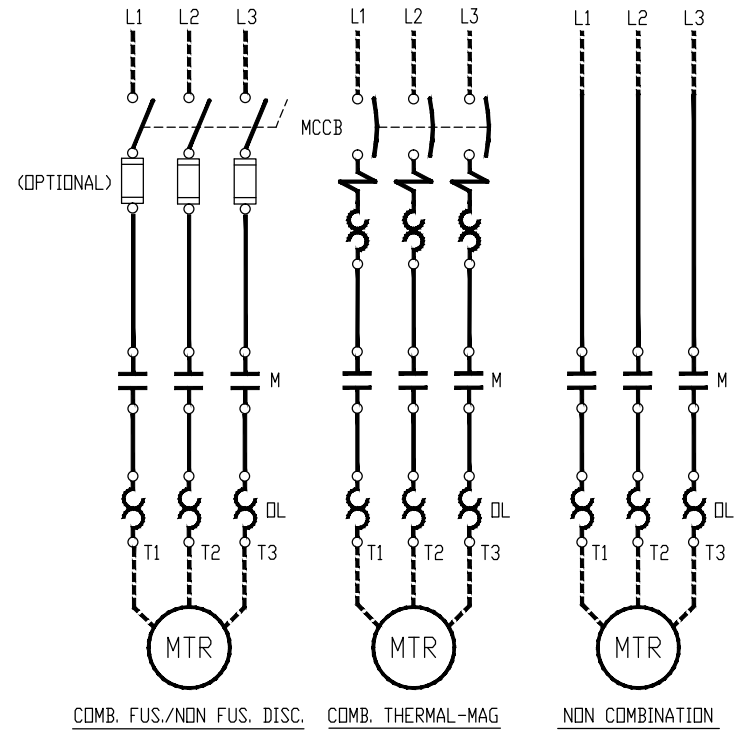 L1 L2 L3 L1 L2 L3 L1 L2 L3
MCCB
(OPTIONAL)
M M M
OL OL OL
T1 T2 T3 T1 T2 T3 T1 T2 T3
MTR MTR MTR
COMB. FUS./NON FUS. DISC. COMB. THERMAL-MAG NON COMBINATION